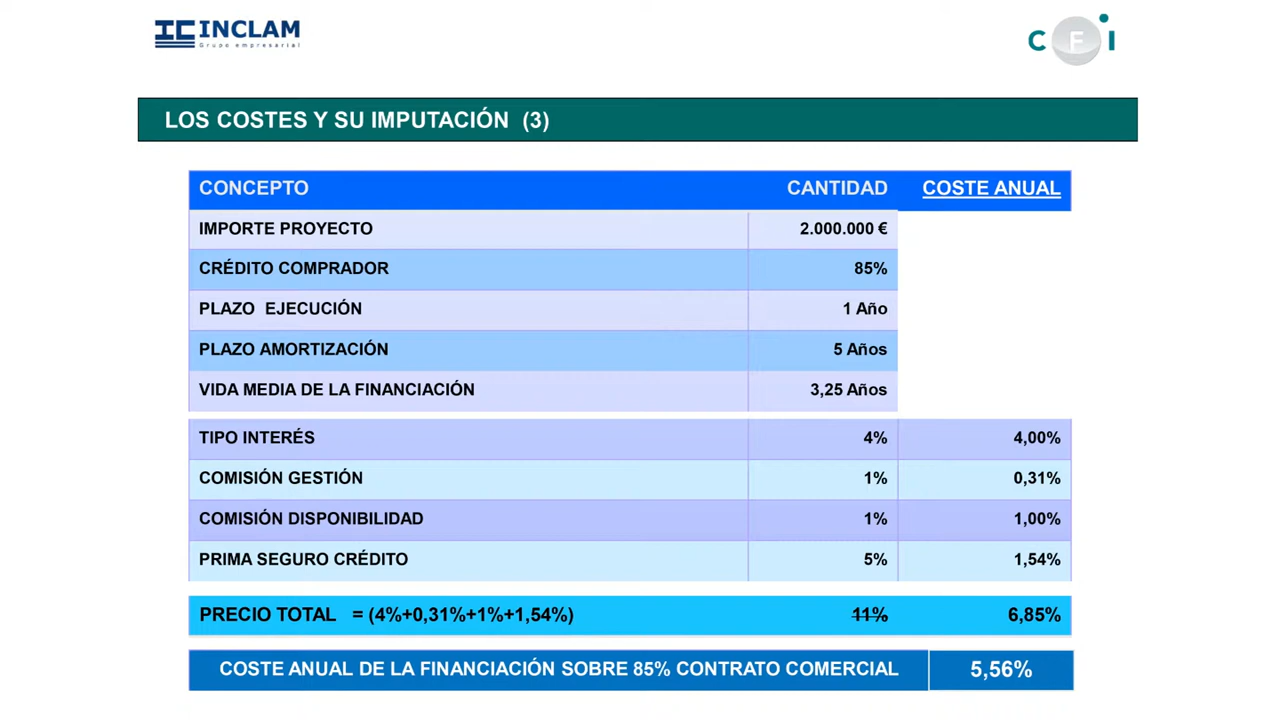 INCLAM
Grupo empresarial
CFI
LOS COSTES Y SU IMPUTACIÓN (3)
CONCEPTO CANTIDAD COSTE ANUAL
IMPORTE PROYECTO 2.000.000 €
CRÉDITO COMPRADOR 85%
PLAZO EJECUCIÓN 1 Año
PLAZO AMORTIZACIÓN 5 Años
VIDA MEDIA DE LA FINANCIACIÓN 3,25 Años
TIPO INTERÉS 4% 4,00%
COMISIÓN GESTIÓN 1% 0,31%
COMISIÓN DISPONIBILIDAD 1% 1,00%
PRIMA SEGURO CRÉDITO 5% 1,54%
PRECIO TOTAL = (4%+0,31%+1%+1,54%) 11% 6,85%
COSTE ANUAL DE LA FINANCIACIÓN SOBRE 85% CONTRATO COMERCIAL 5,56%